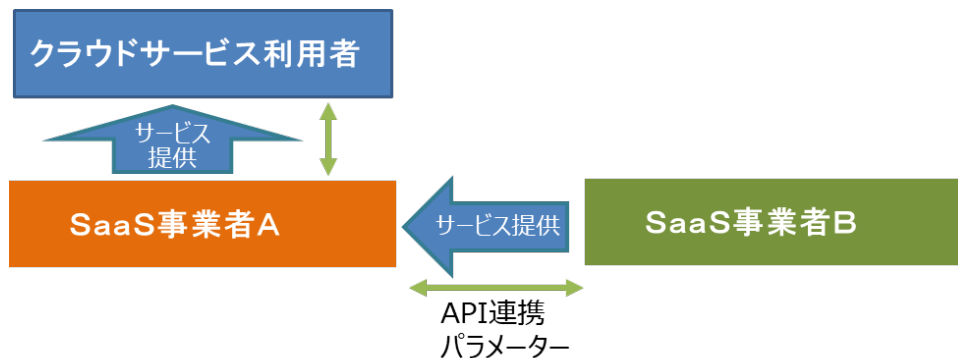 クラウドサービス利用者
サービス
提供
SaaS事業者A
サービス提供
SaaS事業者B
API連携
パラメーター